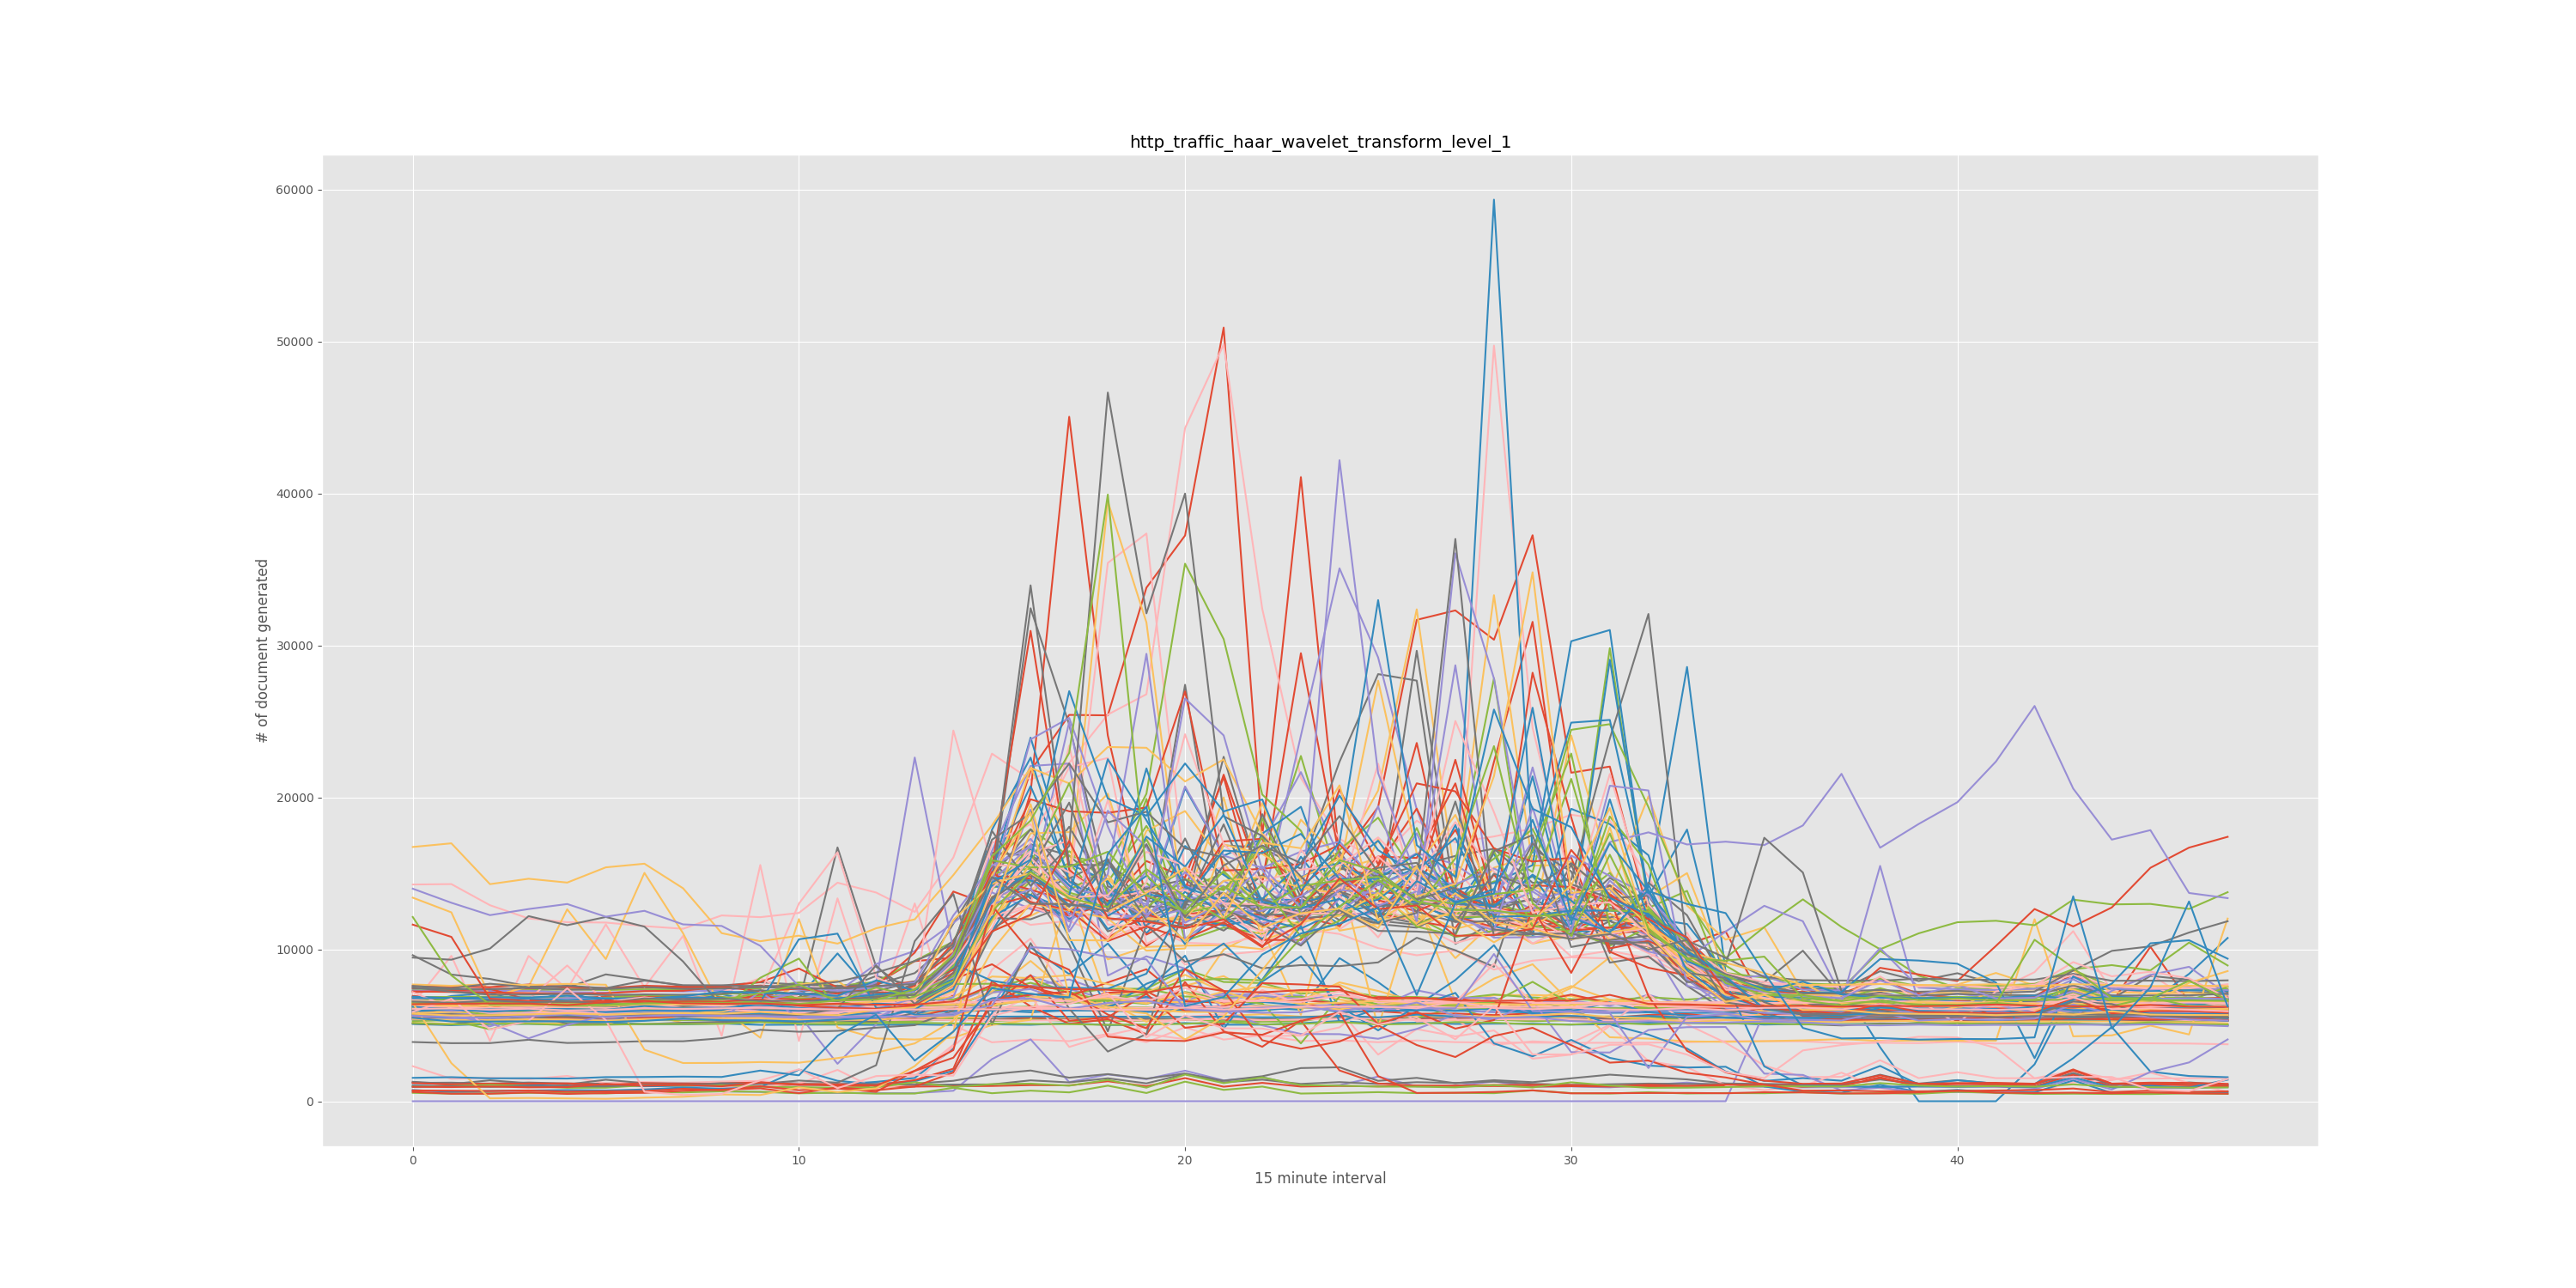 http_traffic_haar_wavelet_transform_level_1
60000
50000
40000
30000
20000
10000
0
# of document generated
0 10 20 30 40
15 minute interval